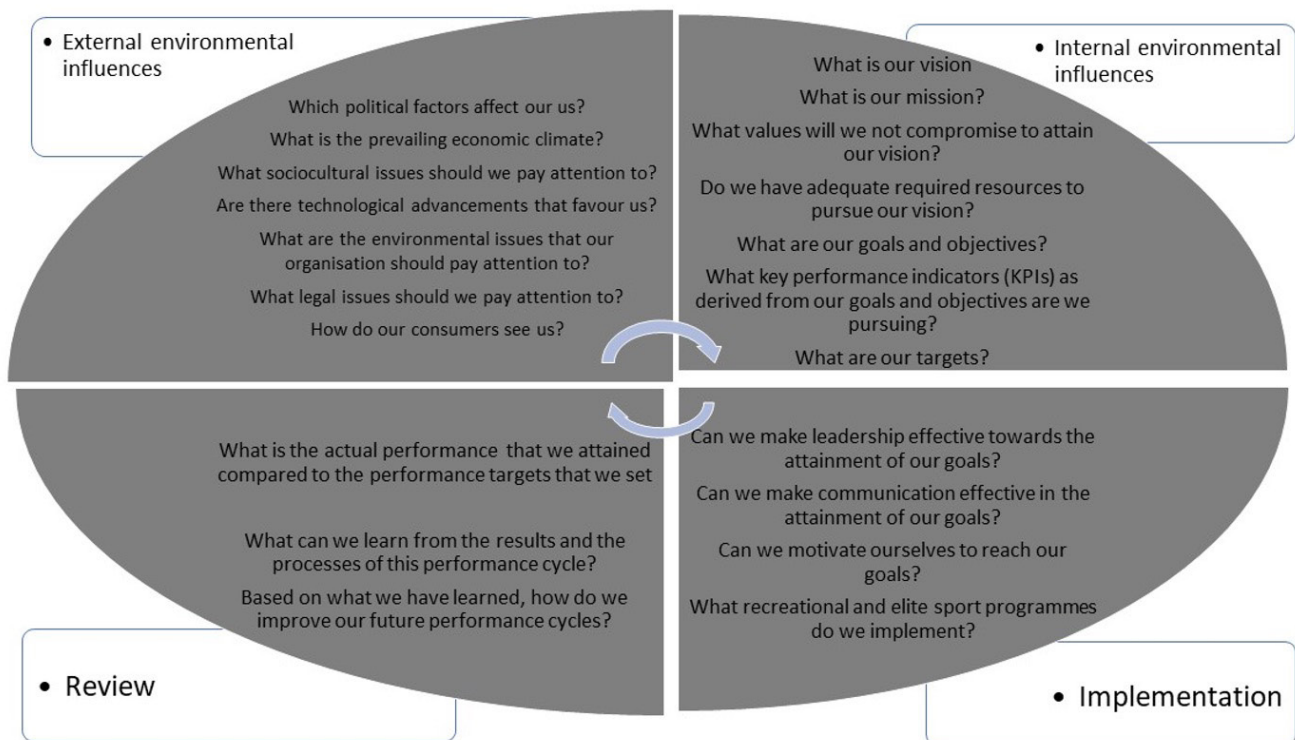 • External environmental
influences
Which political factors affect our us?
What is the prevailing economic climate?
What sociocultural issues should we pay attention to?
Are there technological advancements that favour us?
What are the environmental issues that our
organisation should pay attention to?
What legal issues should we pay attention to?
How do our consumers see us?
• Internal environmental
influences
What is our vision
What is our mission?
What values will we not compromise to attain
our vision?
Do we have adequate required resources to
pursue our vision?
What are our goals and objectives?
What key performance indicators (KPIs) as
derived from our goals and objectives are we
pursuing?
What are our targets?
What is the actual performance that we attained
compared to the performance targets that we set
What can we learn from the results and the
processes of this performance cycle?
Based on what we have learned, how do we
improve our future performance cycles?
• Review
Can we make leadership effective towards the
attainment of our goals?
Can we make communication effective in the
attainment of our goals?
Can we motivate ourselves to reach our
goals?
What recreational and elite sport programmes
do we implement?
• Implementation